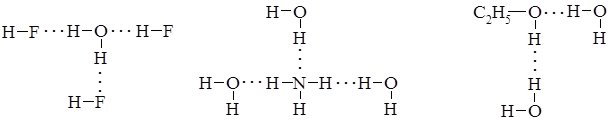 H–F····H–O···H–F
H
H–F
H–O
H
H–O···H–N–H···H–O
H H H
C₂H₅–O···H–O
H H
H
H–O